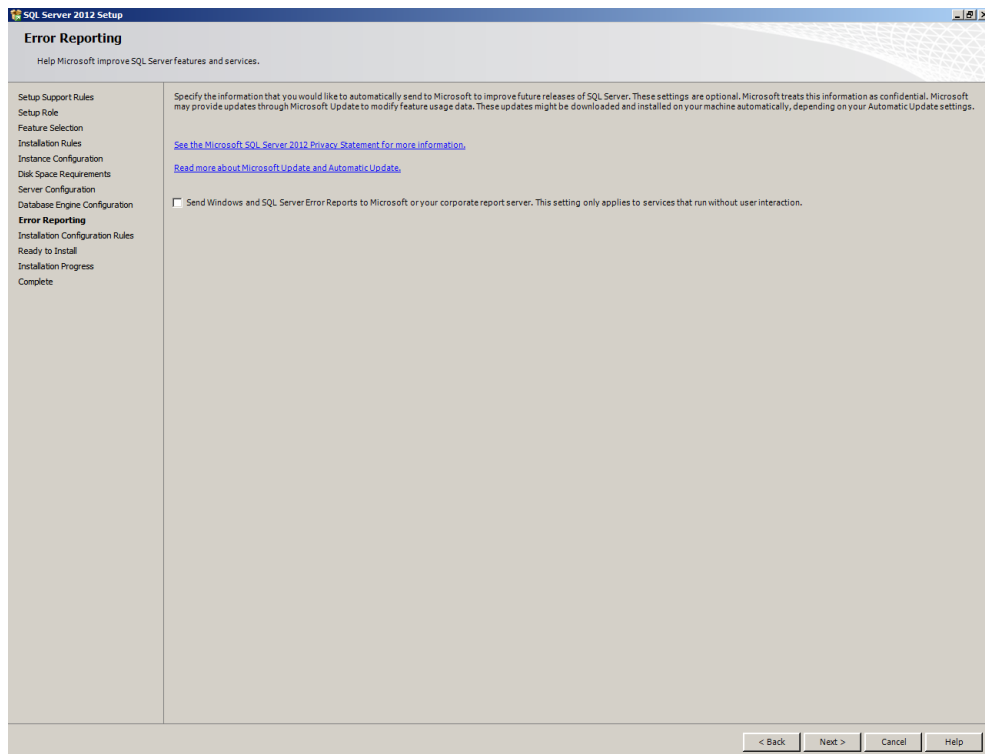 SQL Server 2012 Setup
Error Reporting
Help Microsoft improve SQL Server features and services.
Setup Support Rules
Setup Role
Feature Selection
Installation Rules
Instance Configuration
Disk Space Requirements
Server Configuration
Database Engine Configuration
Error Reporting
Installation Configuration Rules
Ready to Install
Installation Progress
Complete
Specify the information that you would like to automatically send to Microsoft to improve future releases of SQL Server. These settings are optional. Microsoft treats this information as confidential. Microsoft
may provide updates through Microsoft Update to modify feature usage data. These updates might be downloaded and installed on your machine automatically, depending on your Automatic Update settings.
See the Microsoft SQL Server 2012 Privacy Statement for more information.
Read more about Microsoft Update and Automatic Update.
Send Windows and SQL Server Error Reports to Microsoft or your corporate report server. This setting only applies to services that run without user interaction.
< Back Next > Cancel Help